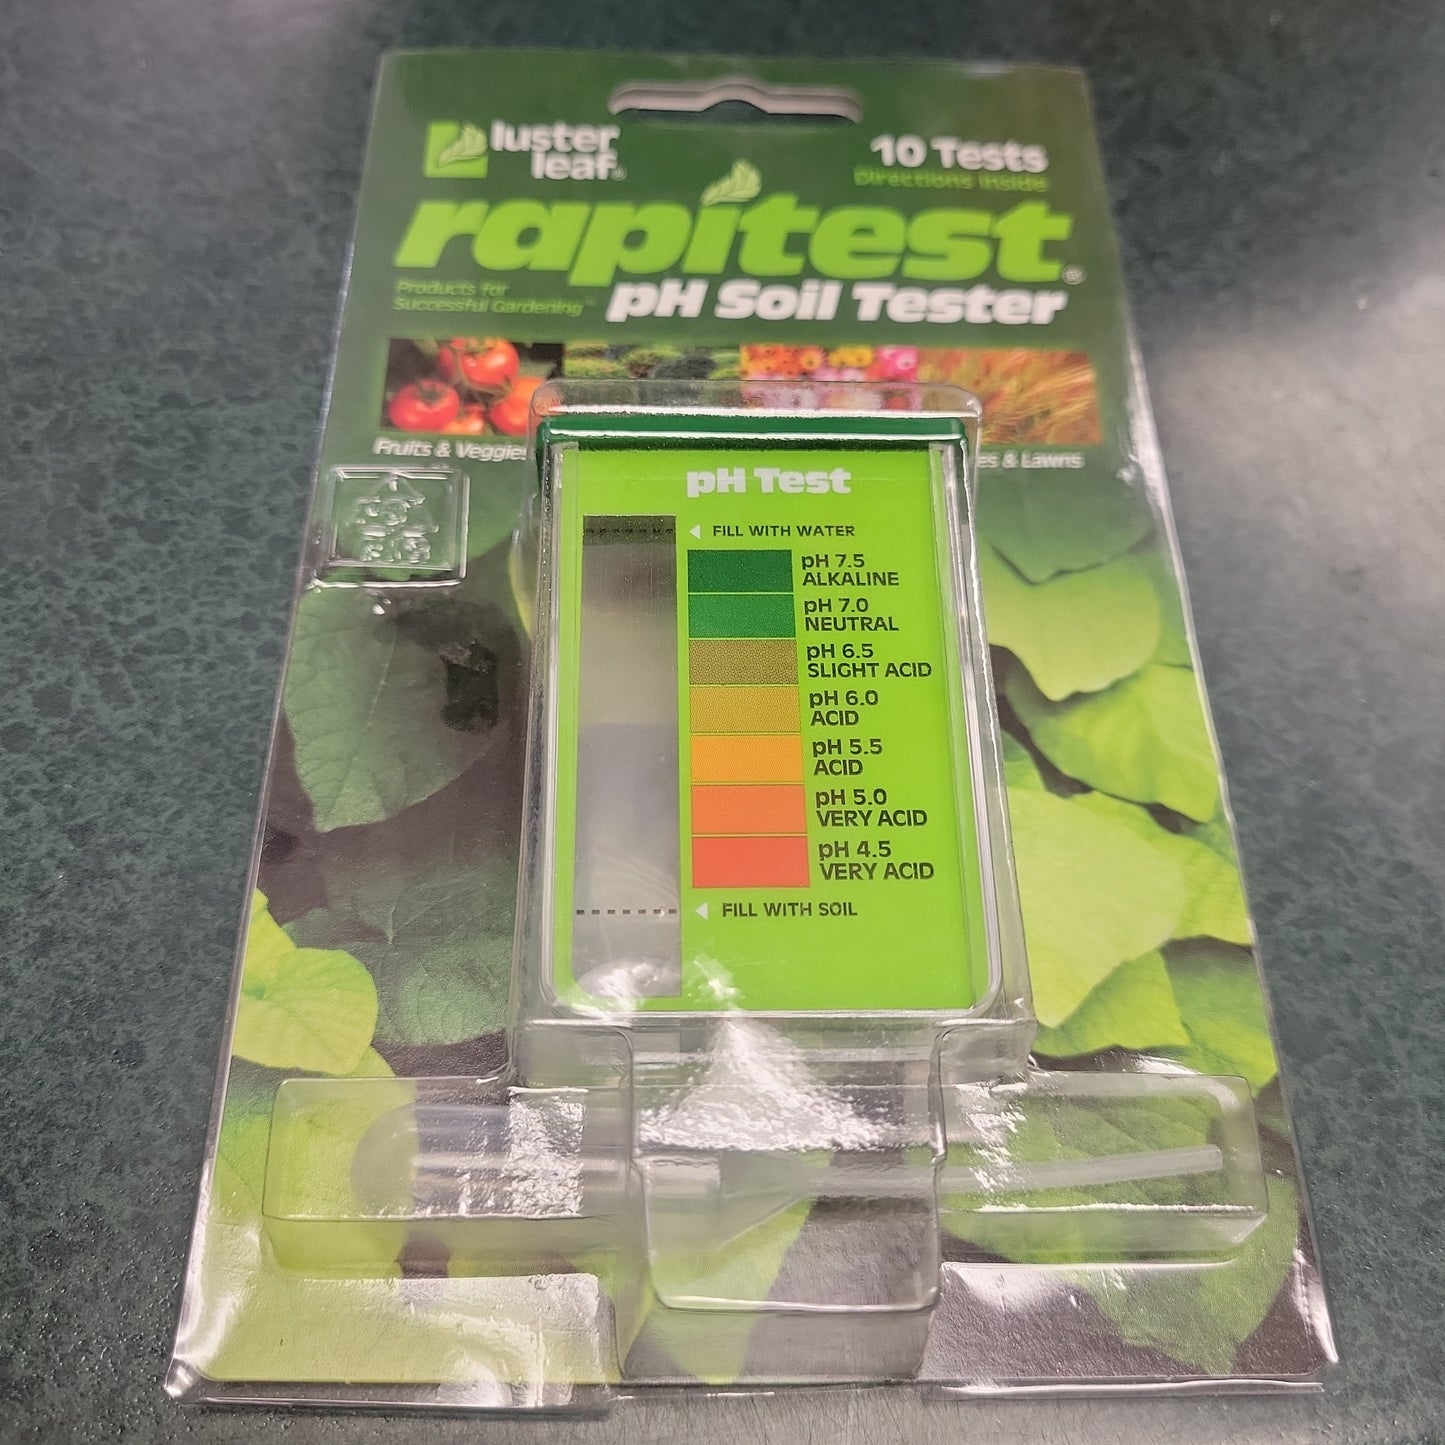 luster
leaf®
10 Tests
Directions Inside
rapitest®
Products for
Successful Gardening™
pH Soil Tester
Fruits & Veggies
& Lawns
pH Test
FILL WITH WATER
pH 7.5
ALKALINE
pH 7.0
NEUTRAL
pH 6.5
SLIGHT ACID
pH 6.0
ACID
pH 5.5
ACID
pH 5.0
VERY ACID
pH 4.5
VERY ACID
FILL WITH SOIL